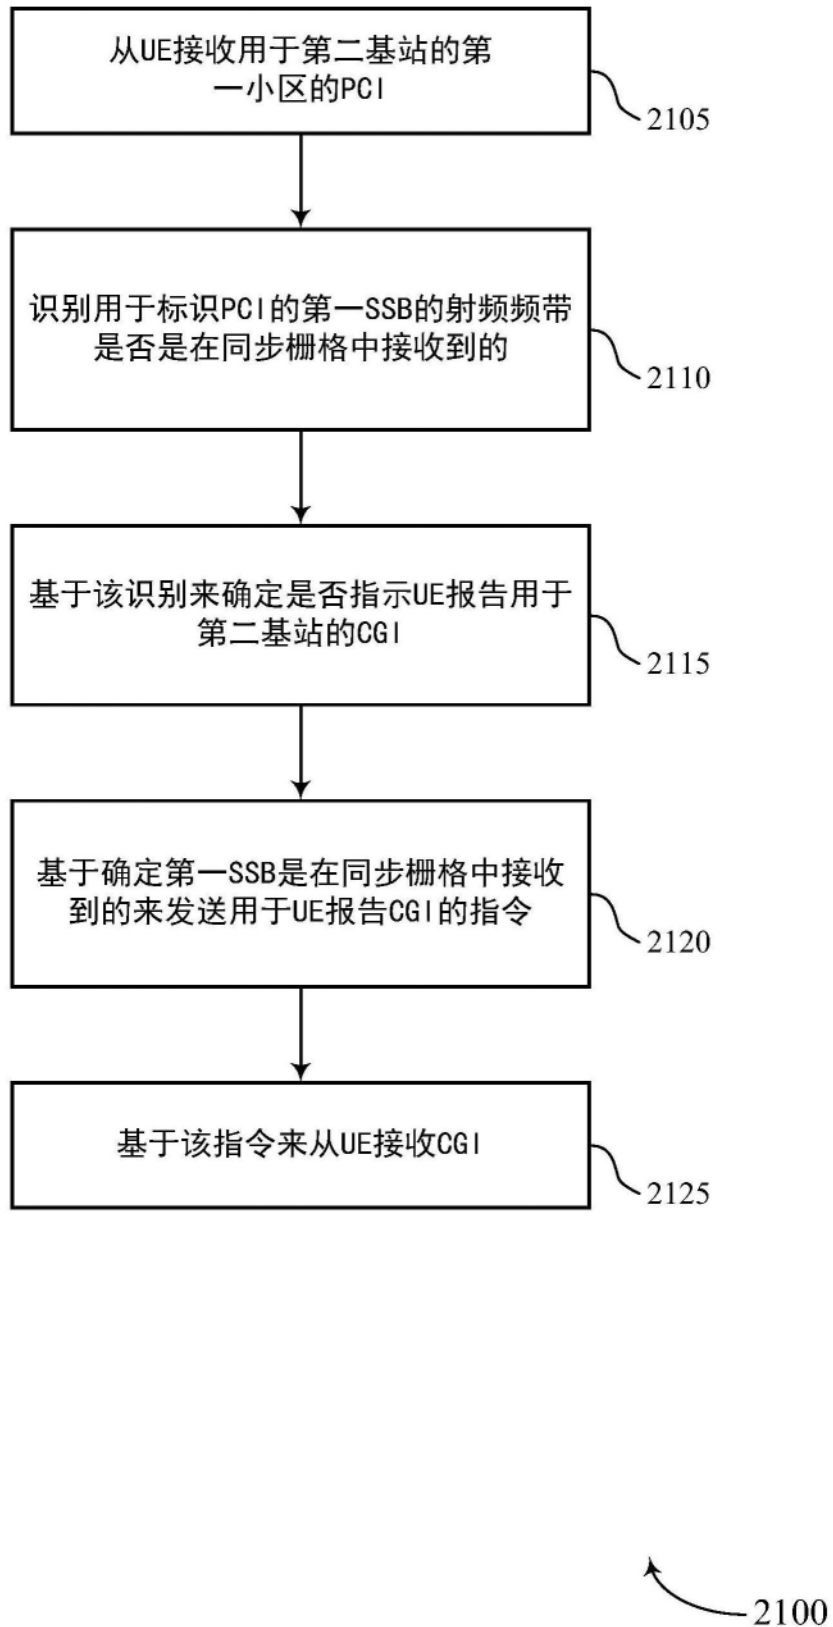 从UE接收用于第二基站的第
一小区的PCI
2105
识别用于标识PCI的第一SSB的射频频带
是否是在同步栅格中接收到的
2110
基于该识别来确定是否指示UE报告用于
第二基站的CGI
2115
基于确定第一SSB是在同步栅格中接收
到的来发送用于UE报告CGI的指令
2120
基于该指令来从UE接收CGI
2125
2100